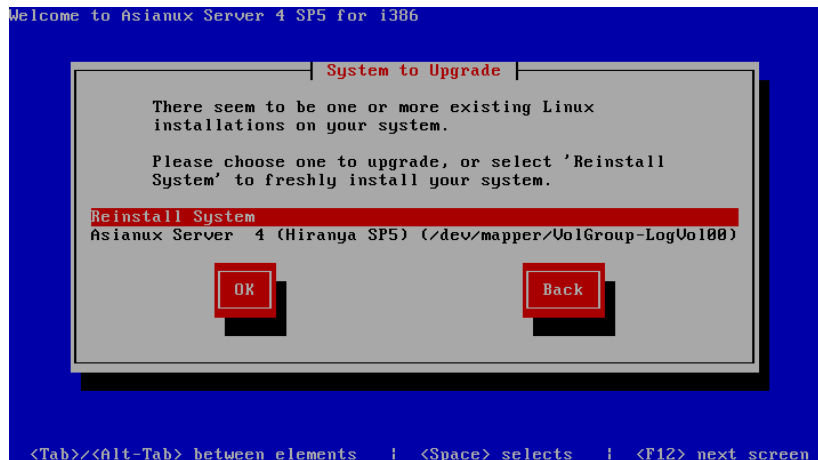 Welcome to Asianux Server 4 SP5 for i386
System to Upgrade
There seem to be one or more existing Linux
installations on your system.
Please choose one to upgrade, or select 'Reinstall
System' to freshly install your system.
Reinstall System
Asianux Server  4 (Hiranya SP5) (/dev/mapper/VolGroup-LogVol00)
OK Back
<Tab>/<Alt-Tab> between elements | <Space> selects | <F12> next screen